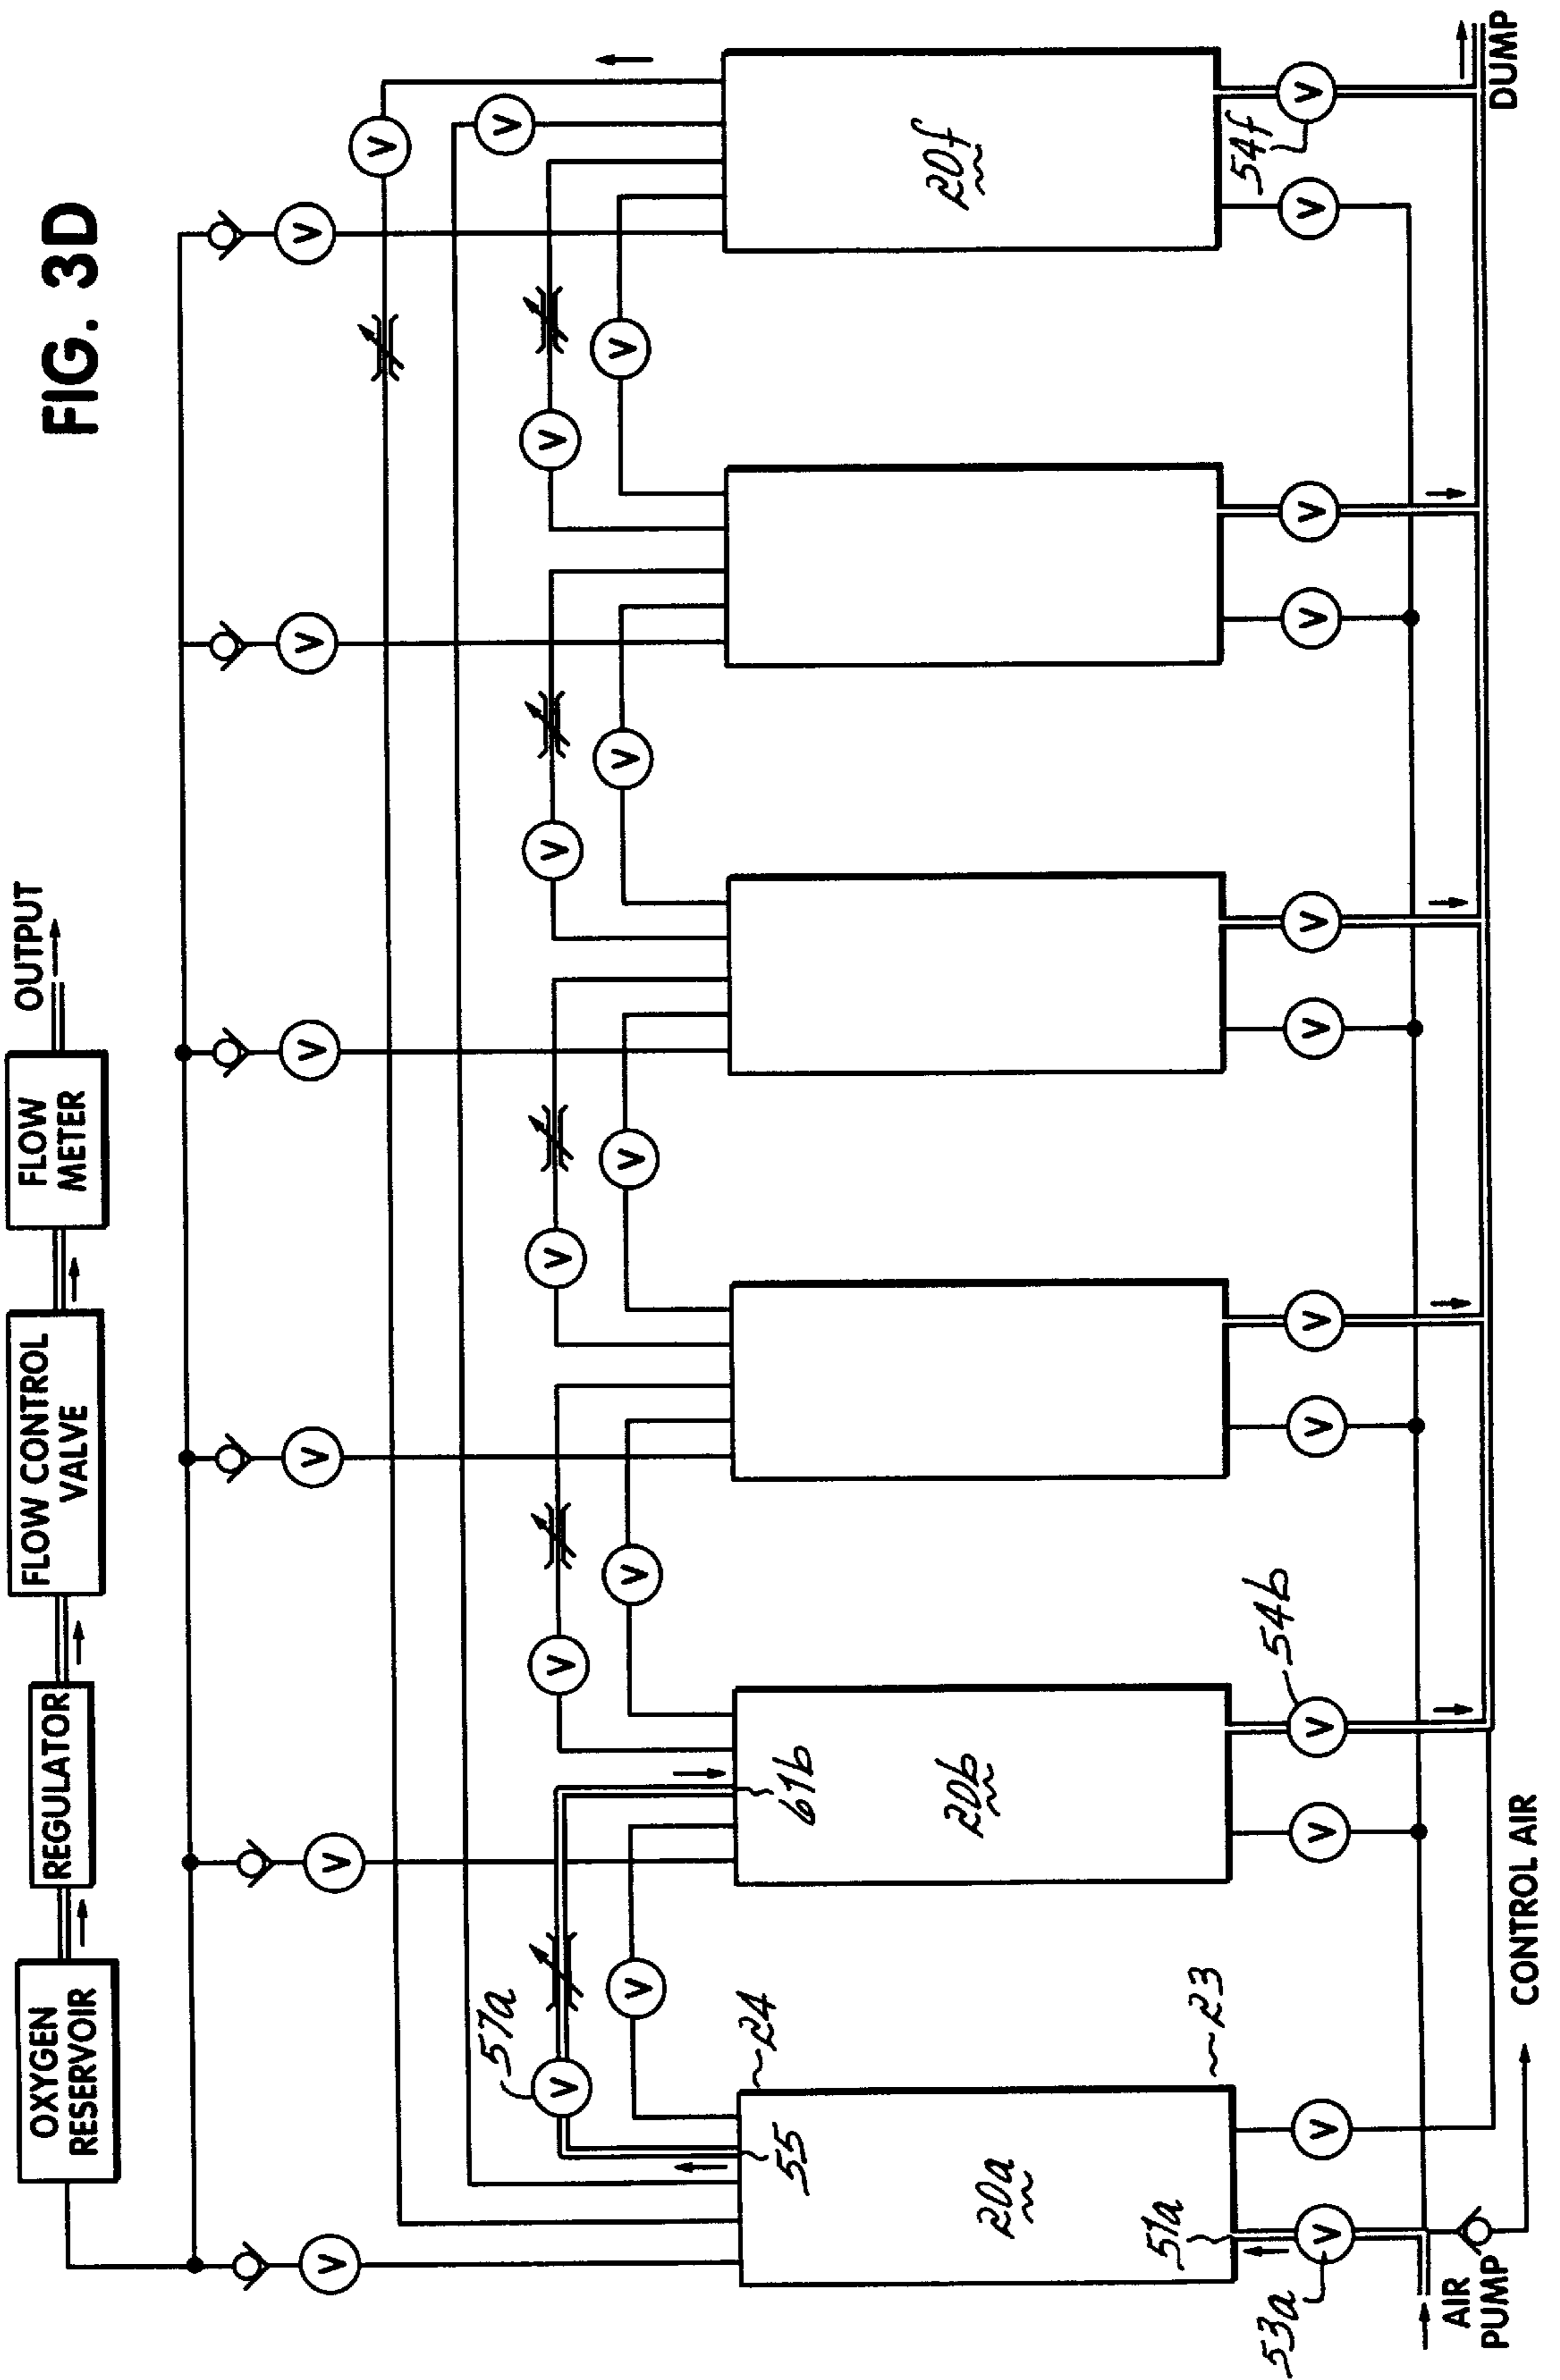 FIG. 3D
OXYGEN
RESERVOIR
REGULATOR
FLOW CONTROL
VALVE
FLOW
METER
OUTPUT
V
V
V
V
V
V
V
V
57a
V
V
V
V
V
V
V
V
V
V
24
55
61b
20a
20b
20f
51a
23
53a
V
V
V
V
54b
V
V
V
V
V
V
V
V
54f
AIR
PUMP
CONTROL AIR
DUMP